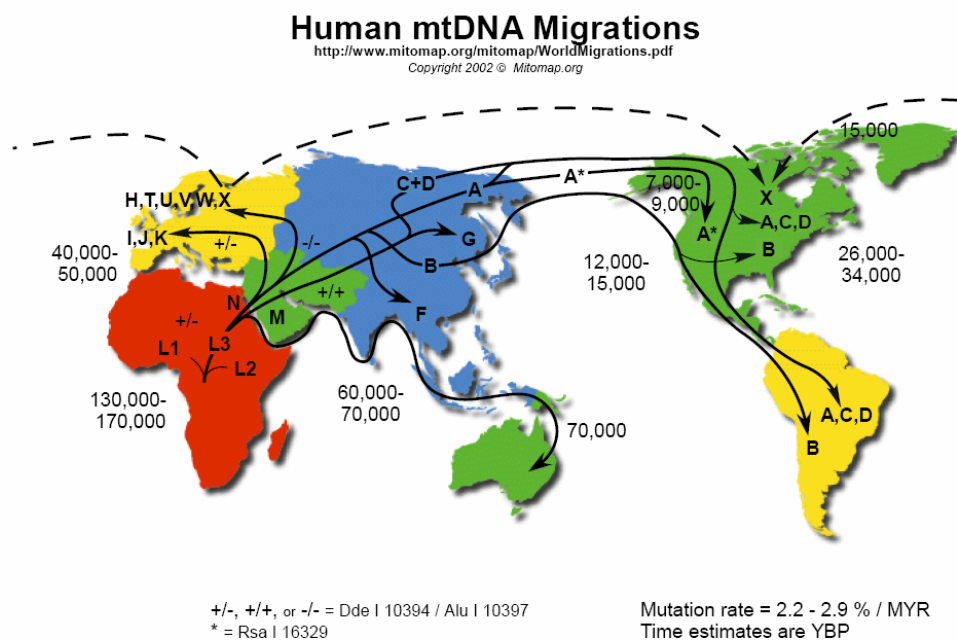 Human mtDNA Migrations
http://www.mitomap.org/mitomap/WorldMigrations.pdf
Copyright 2002 © Mitomap.org
15,000
H,T,U,V,W,X
I,J,K
+/-
-/-
40,000-
50,000
C+D
A
A*
G
B
F
N
M
+/+
+/-
L3
L1
L2
130,000-
170,000
60,000-
70,000
70,000
7,000-
9,000
X
A*
A,C,D
B
12,000-
15,000
26,000-
34,000
A,C,D
B
+/-, +/+, or -/- = Dde I 10394 / Alu I 10397
* = Rsa I 16329
Mutation rate = 2.2 - 2.9 % / MYR
Time estimates are YBP